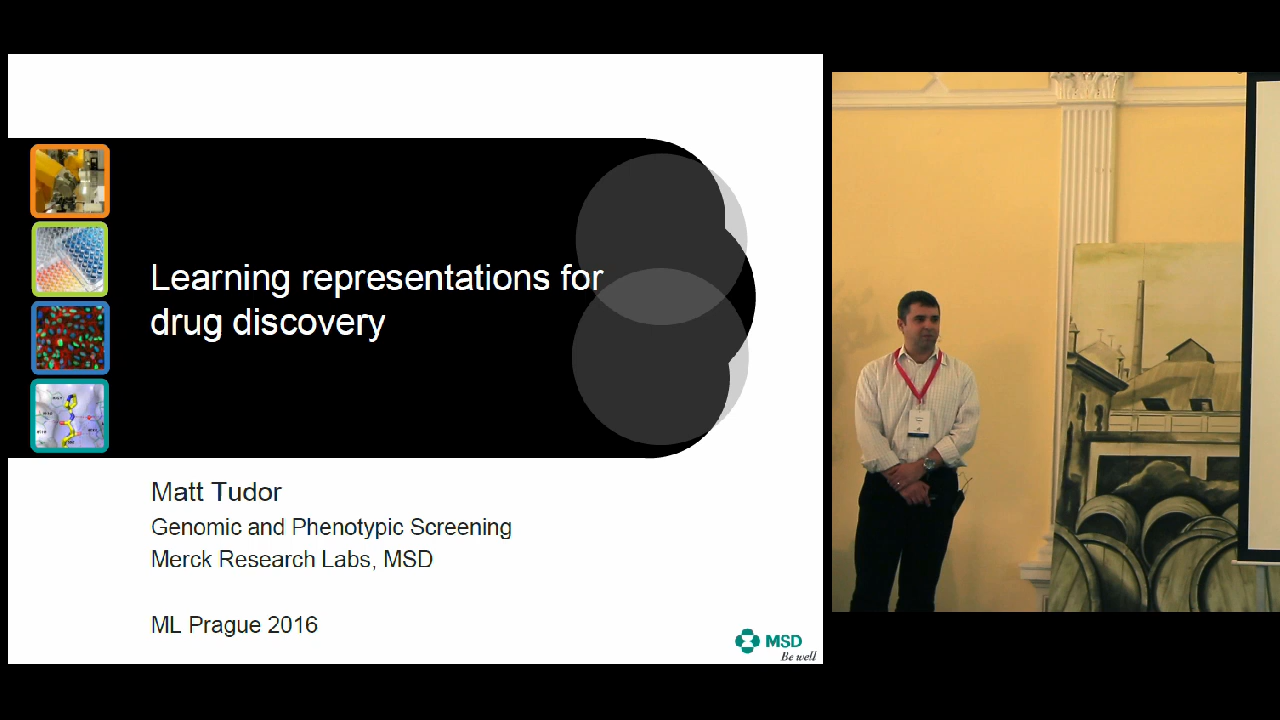 Learning representations for
drug discovery
Matt Tudor
Genomic and Phenotypic Screening
Merck Research Labs, MSD
ML Prague 2016
MSD
Be well